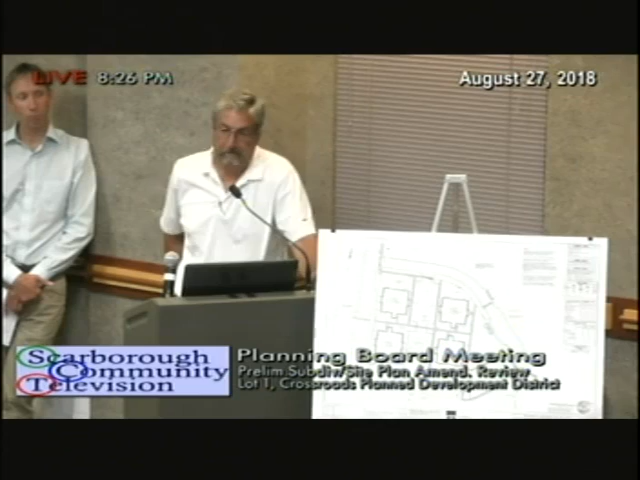 LIVE 8:26 PM
August 27, 2018
Scarborough
Community
Television
Planning Board Meeting
Prelim Subdiv/Site Plan Amend. Review
Lot 1, Crossroads Planned Development District